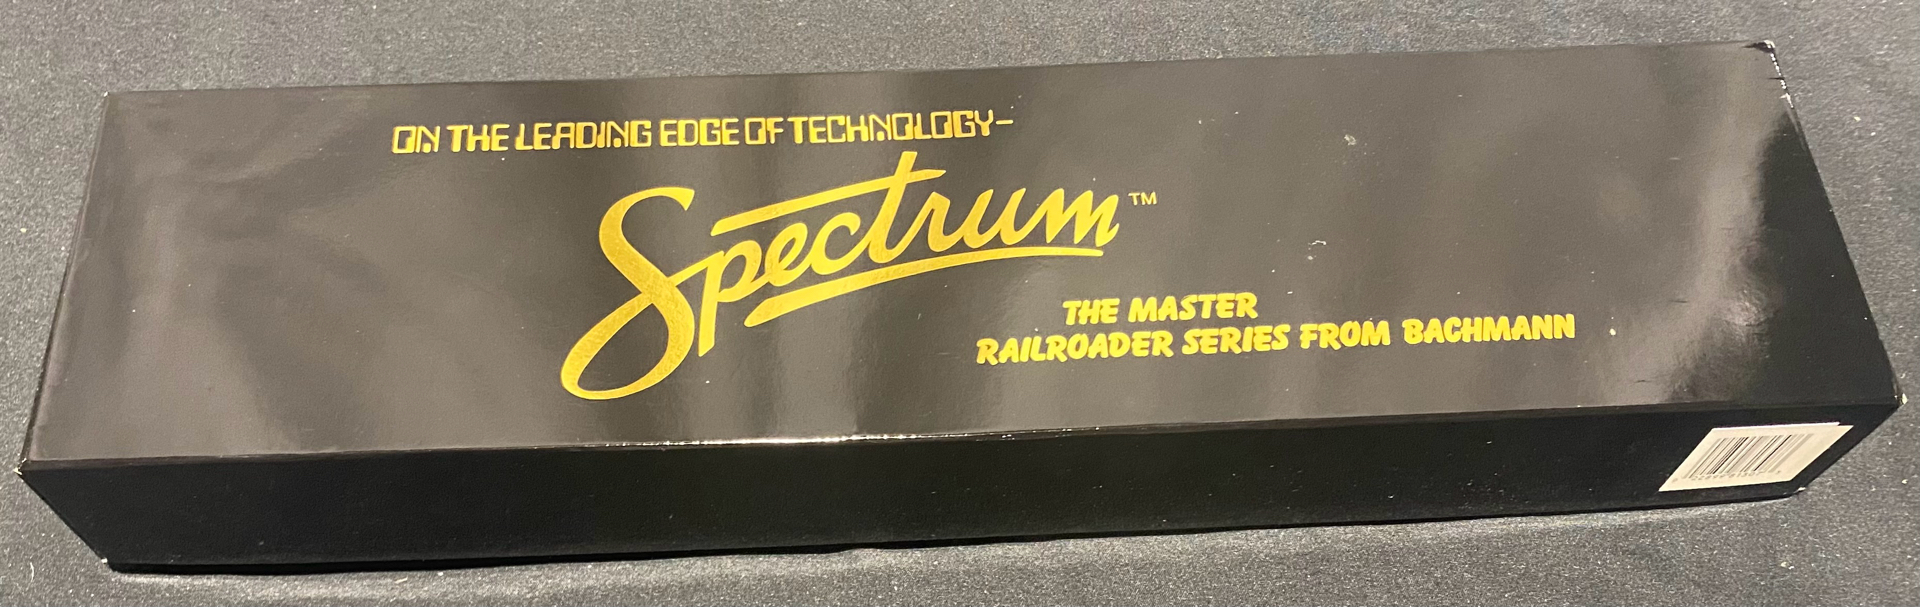 ON THE LEADING EDGE OF TECHNOLOGY-
Spectrum™
THE MASTER
RAILROADER SERIES FROM BACHMANN